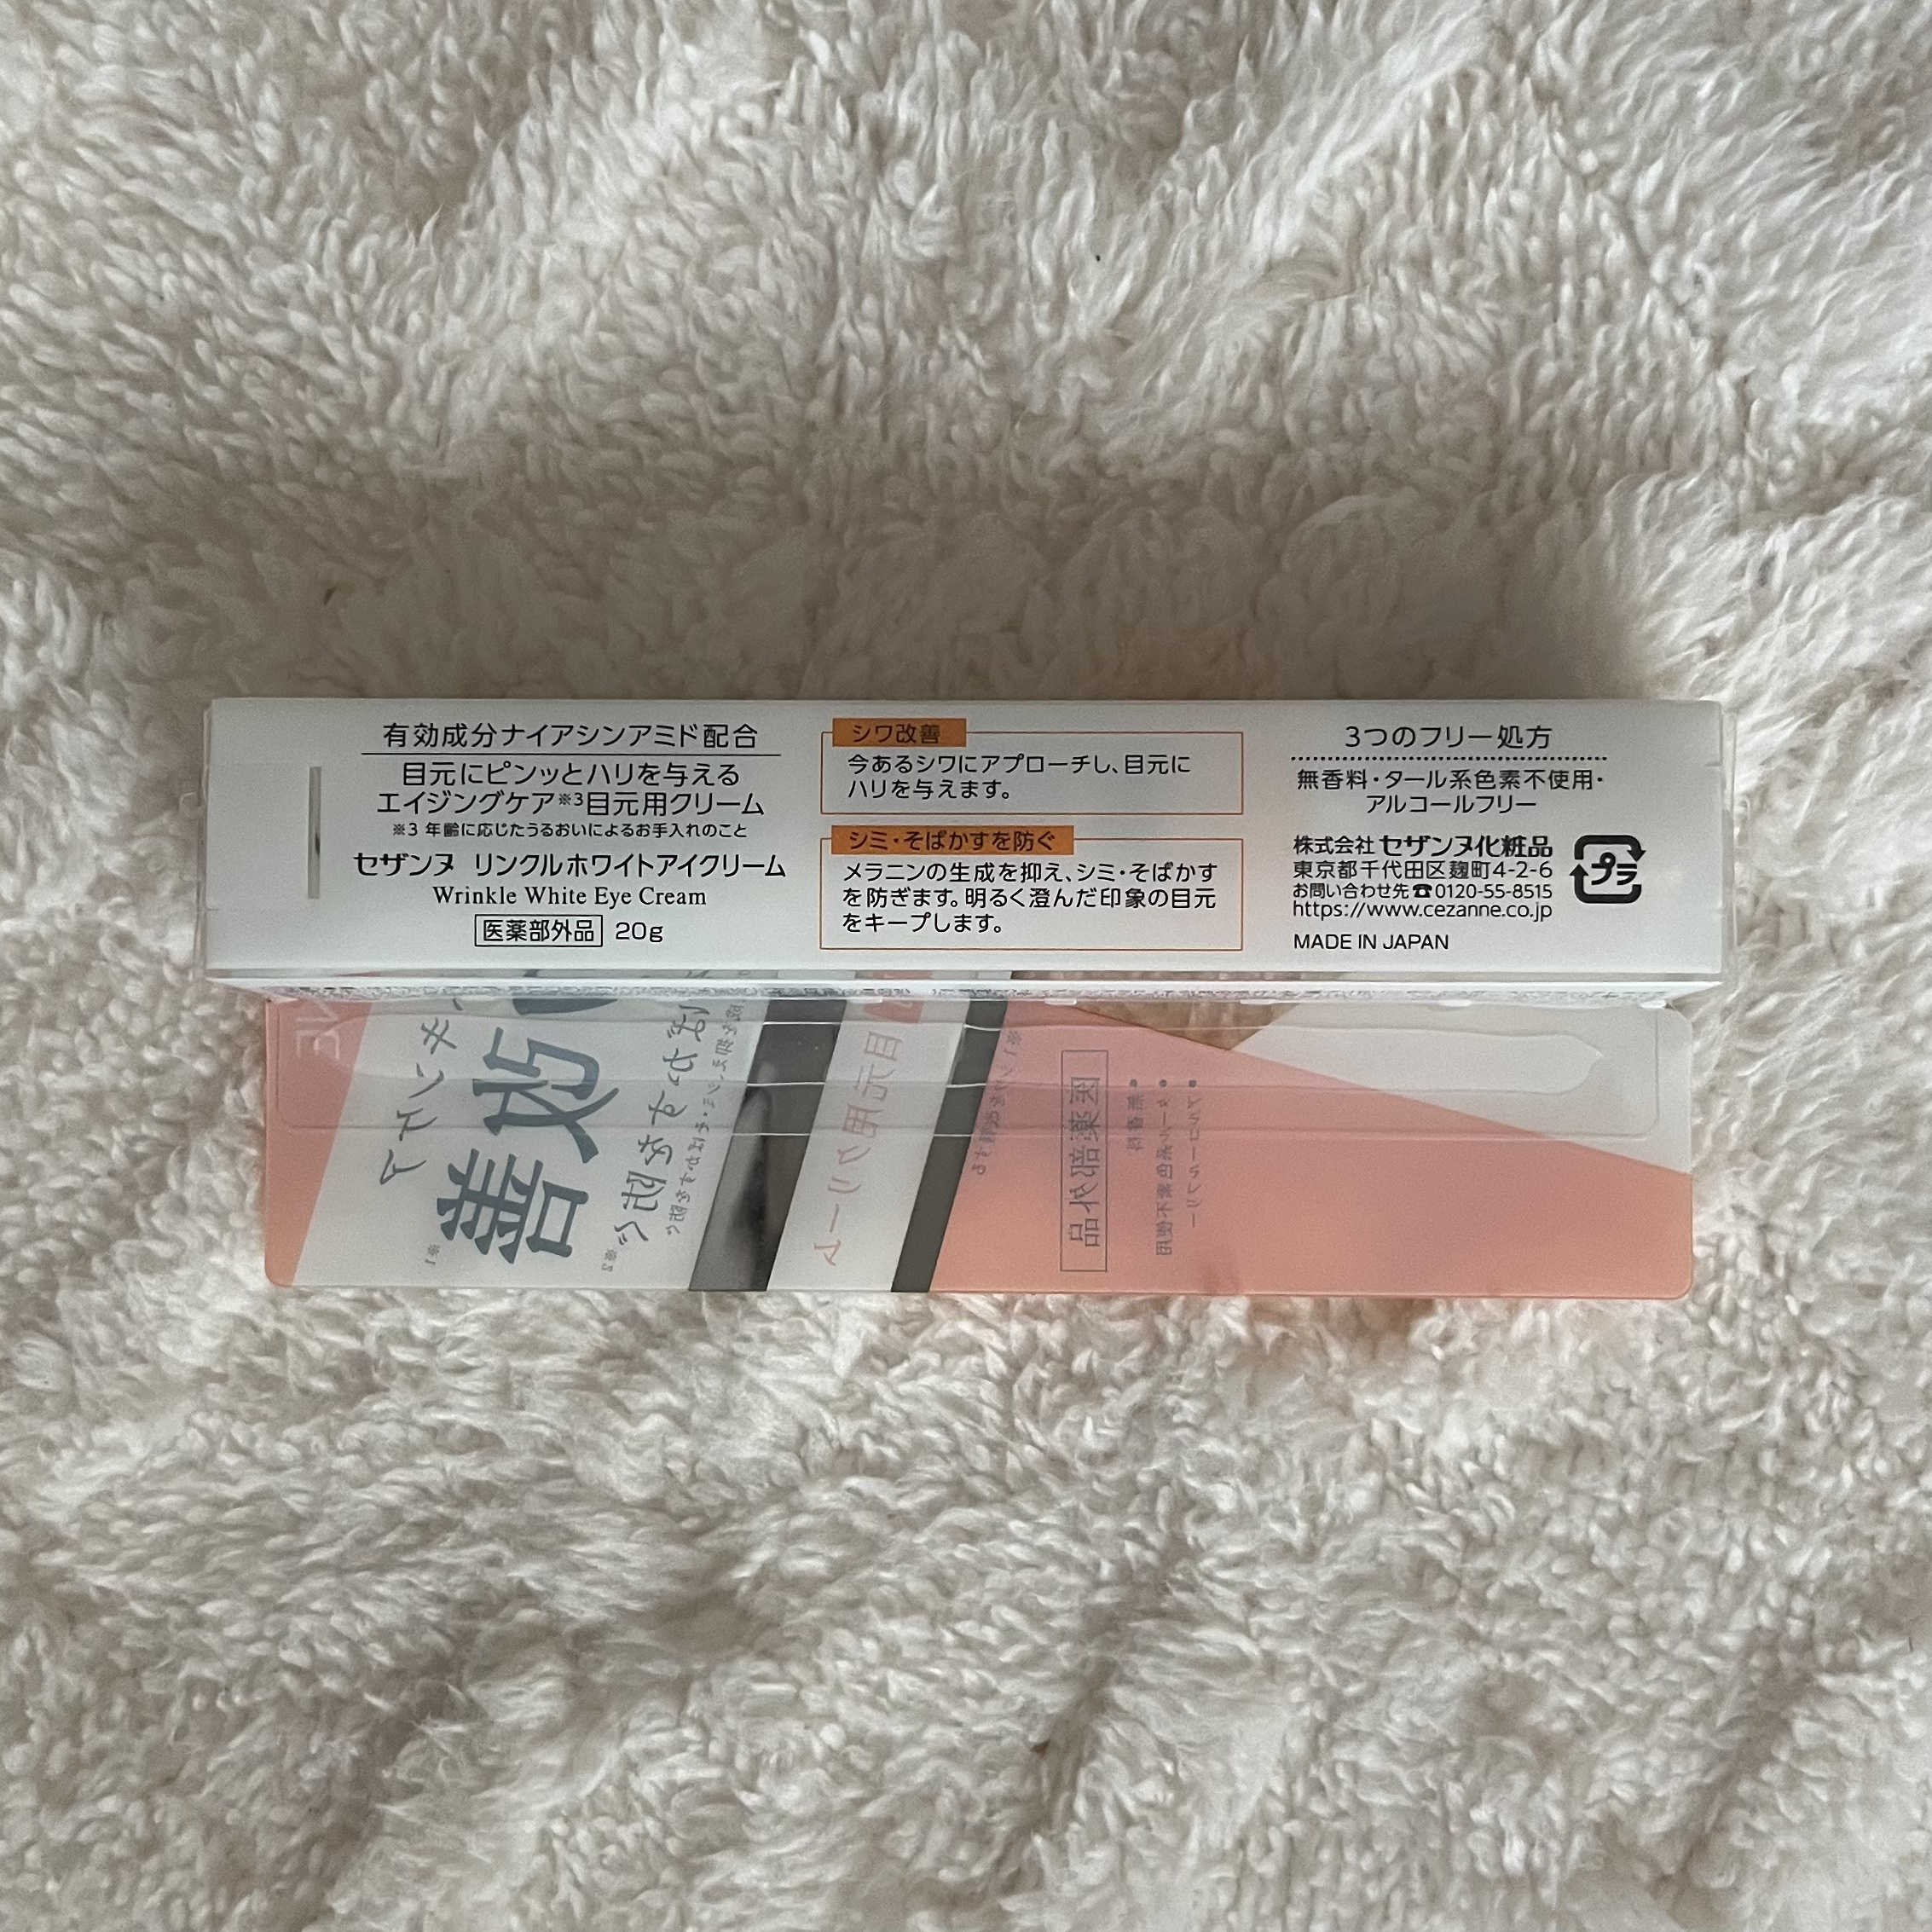 有効成分ナイアシンアミド配合
目元にピンッとハリを与える
エイジングケア※3目元用クリーム
※3 年齢に応じたうるおいによるお手入れのこと
セザンヌ リンクルホワイトアイクリーム
Wrinkle White Eye Cream
医薬部外品 20g
シワ改善
今あるシワにアプローチし、目元に
ハリを与えます。
シミ・そばかすを防ぐ
メラニンの生成を抑え、シミ・そばかす
を防ぎます。明るく澄んだ印象の目元
をキープします。
3つのフリー処方
無香料・タール系色素不使用・
アルコールフリー
株式会社 セザンヌ化粧品
東京都千代田区麹町4-2-6
お問い合わせ先☎0120-55-8515
https://www.cezanne.co.jp
MADE IN JAPAN
プラ
医薬部外品